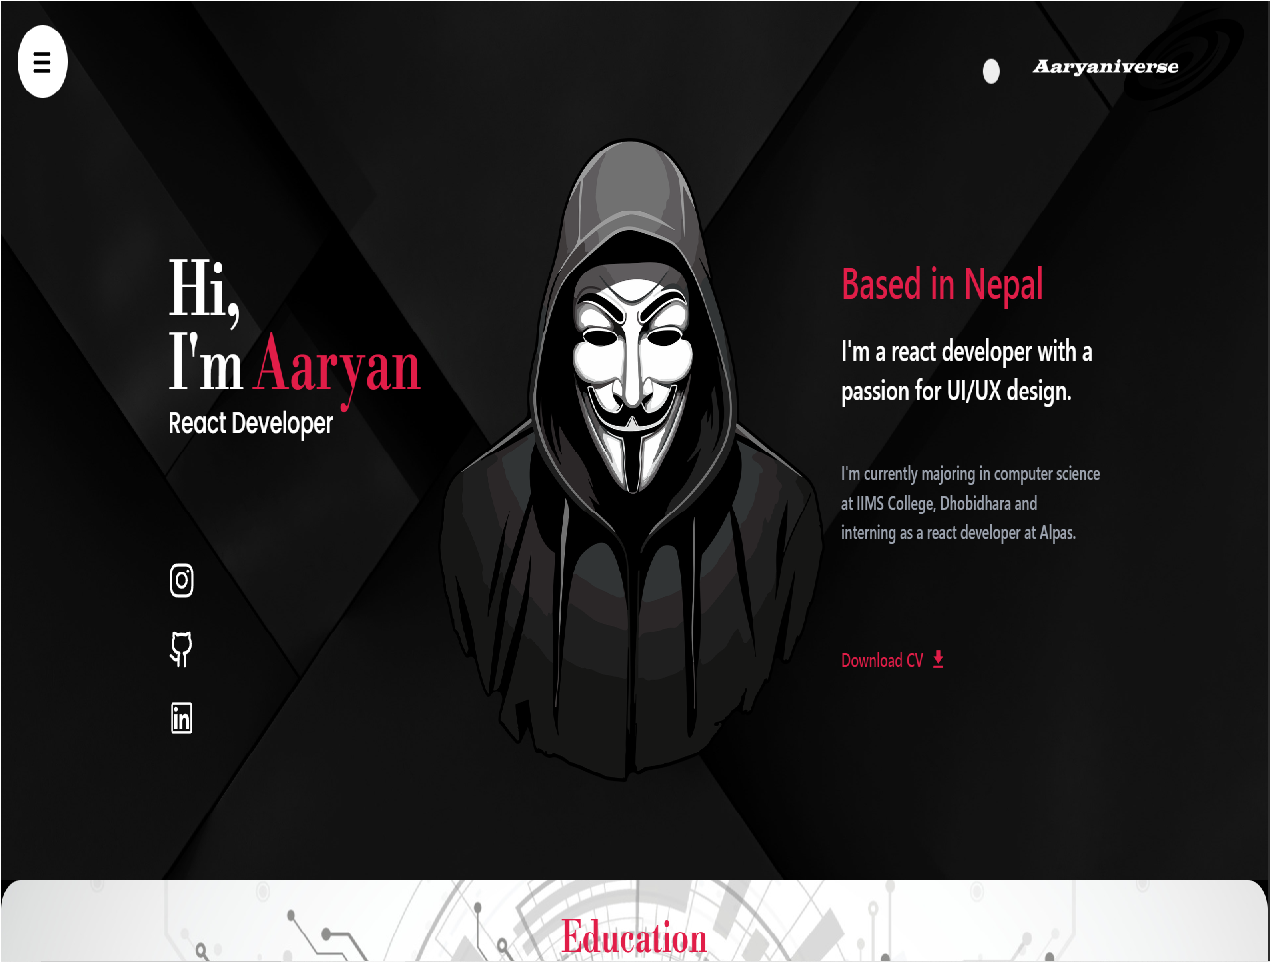 Aaryaniverse
Hi,
I'm Aaryan
React Developer
Based in Nepal
I'm a react developer with a
passion for UI/UX design.
I'm currently majoring in computer science
at IIMS College, Dhobidhara and
interning as a react developer at Alpas.
Download CV
Education